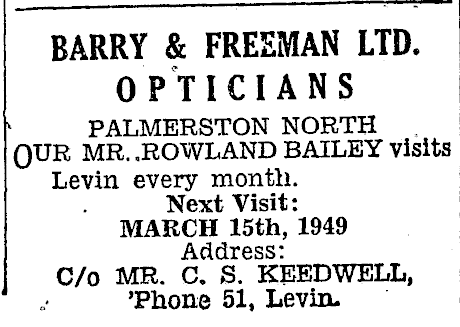 BARRY & FREEMAN LTD.
OPTICIANS
PALMERSTON NORTH
OUR MR. ROWLAND BAILEY visits
Levin every month.
Next Visit:
MARCH 15th, 1949
Address:
C/o MR. C. S. KEEDWELL,
'Phone 51, Levin.